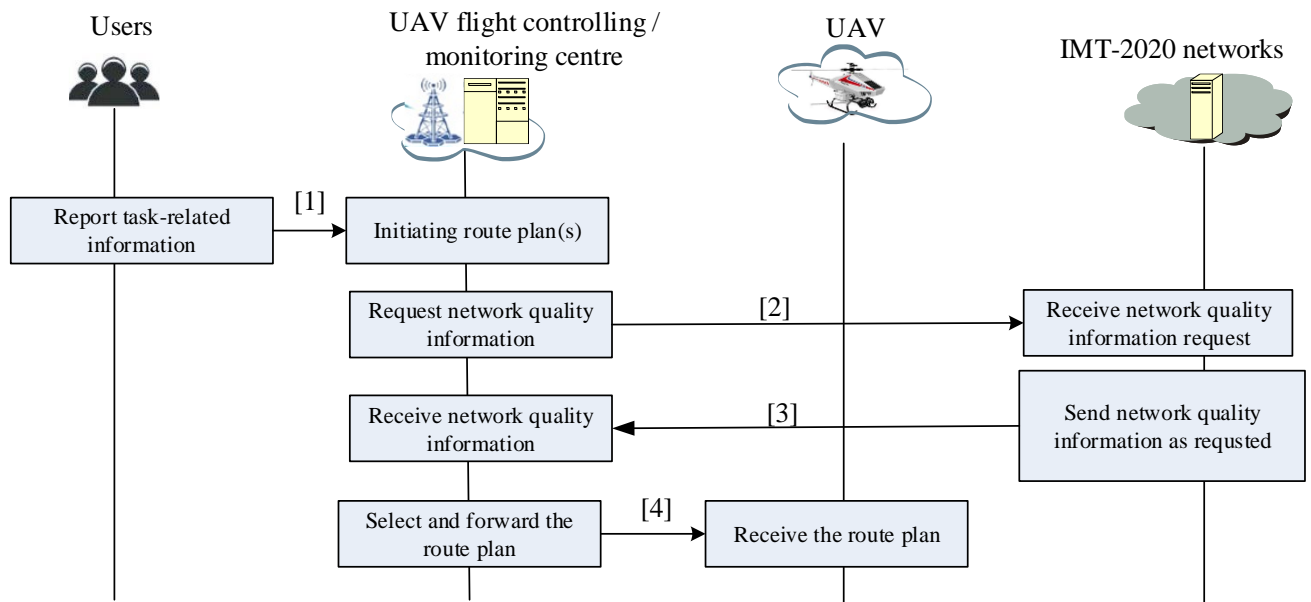 Users
UAV flight controlling /
monitoring centre
UAV
IMT-2020 networks
Report task-related
information
[1]
Initiating route plan(s)
Request network quality
information
[2]
Receive network quality
information request
Receive network quality
information
[3]
Send network quality
information as requsted
Select and forward the
route plan
[4]
Receive the route plan